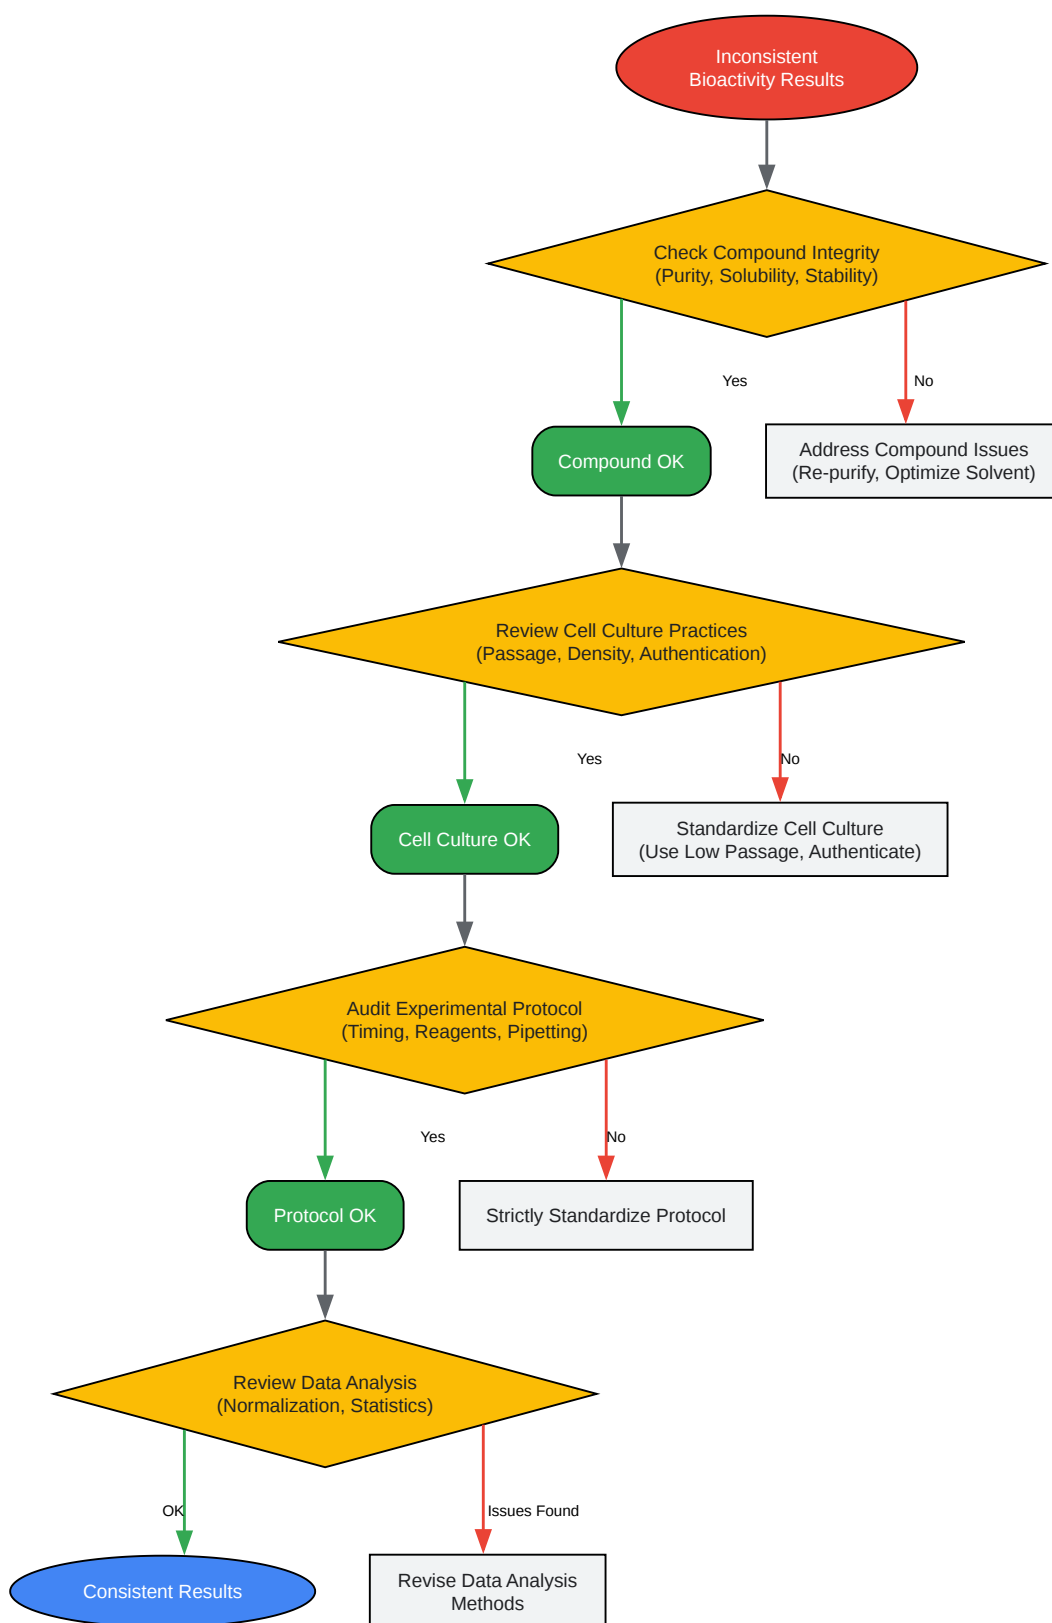 Inconsistent
Bioactivity Results
Check Compound Integrity
(Purity, Solubility, Stability)
Yes
No
Compound OK
Address Compound Issues
(Re-purify, Optimize Solvent)
Review Cell Culture Practices
(Passage, Density, Authentication)
Yes
No
Cell Culture OK
Standardize Cell Culture
(Use Low Passage, Authenticate)
Audit Experimental Protocol
(Timing, Reagents, Pipetting)
Yes
No
Protocol OK
Strictly Standardize Protocol
Review Data Analysis
(Normalization, Statistics)
OK
Issues Found
Consistent Results
Revise Data Analysis
Methods